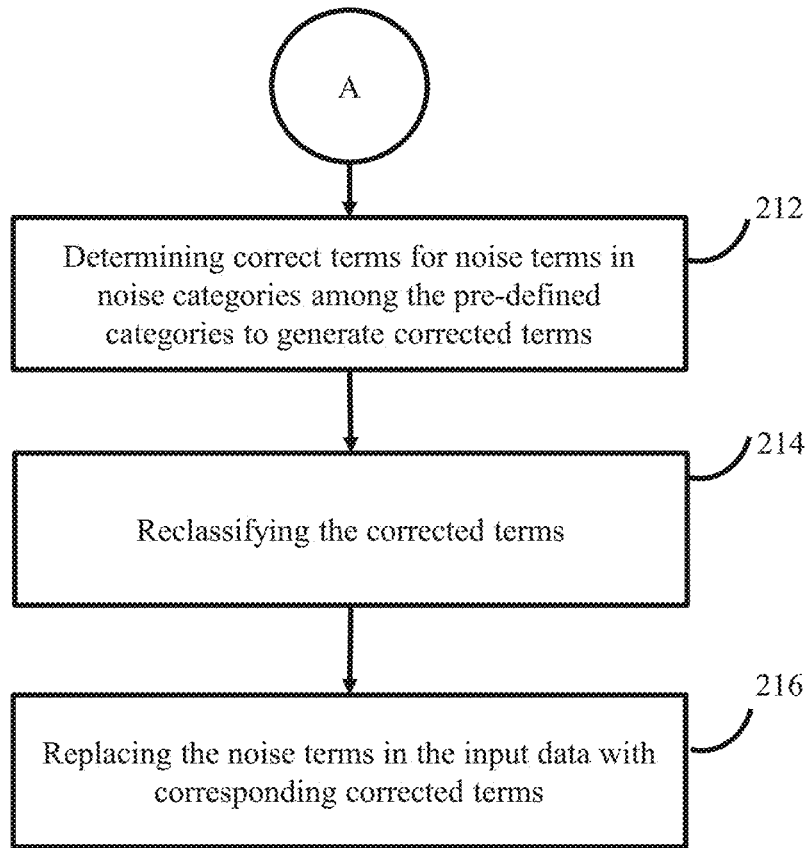 A
212
Determining correct terms for noise terms in
noise categories among the pre-defined
categories to generate corrected terms
214
Reclassifying the corrected terms
216
Replacing the noise terms in the input data with
corresponding corrected terms